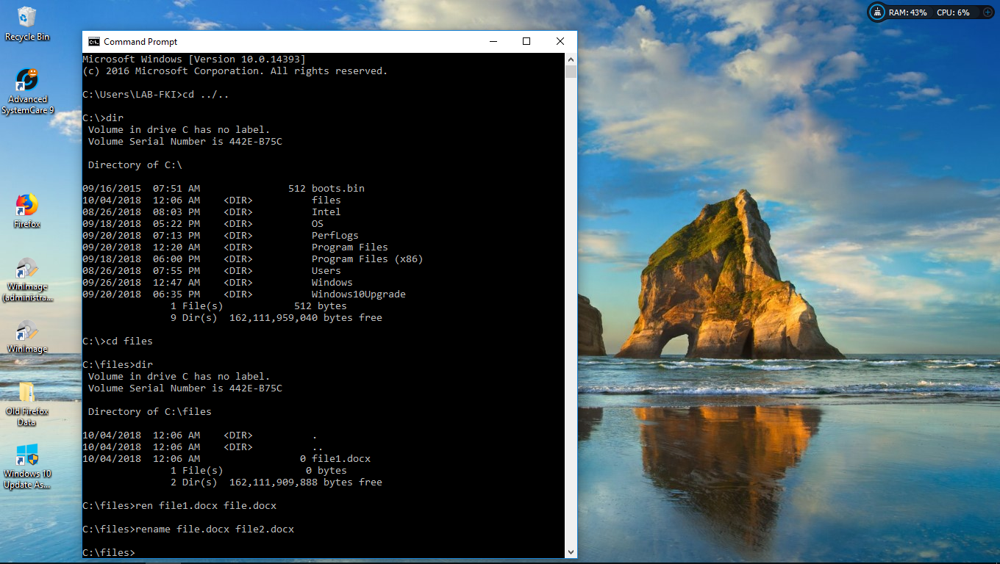 Recycle Bin
Advanced
SystemCare 9
Firefox
WinImage
(administra...
WinImage
Old Firefox
Data
Windows 10
Update As...
RAM: 43% CPU: 6%
Command Prompt
Microsoft Windows [Version 10.0.14393]
(c) 2016 Microsoft Corporation. All rights reserved.
C:\Users\LAB-FKI>cd ../..
C:\>dir
Volume in drive C has no label.
Volume Serial Number is 442E-B75C
Directory of C:\
09/16/2015 07:51 AM 512 boots.bin
10/04/2018 12:06 AM <DIR> files
08/26/2018 08:03 PM <DIR> Intel
09/18/2018 05:22 PM <DIR> OS
09/20/2018 07:13 PM <DIR> PerfLogs
09/20/2018 12:20 AM <DIR> Program Files
09/18/2018 06:00 PM <DIR> Program Files (x86)
08/26/2018 07:55 PM <DIR> Users
09/26/2018 12:47 AM <DIR> Windows
09/20/2018 06:35 PM <DIR> Windows10Upgrade
1 File(s) 512 bytes
9 Dir(s) 162,111,959,040 bytes free
C:\>cd files
C:\files>dir
Volume in drive C has no label.
Volume Serial Number is 442E-B75C
Directory of C:\files
10/04/2018 12:06 AM <DIR> .
10/04/2018 12:06 AM <DIR> ..
10/04/2018 12:06 AM 0 file1.docx
1 File(s) 0 bytes
2 Dir(s) 162,111,909,888 bytes free
C:\files>ren file1.docx file.docx
C:\files>rename file.docx file2.docx
C:\files>